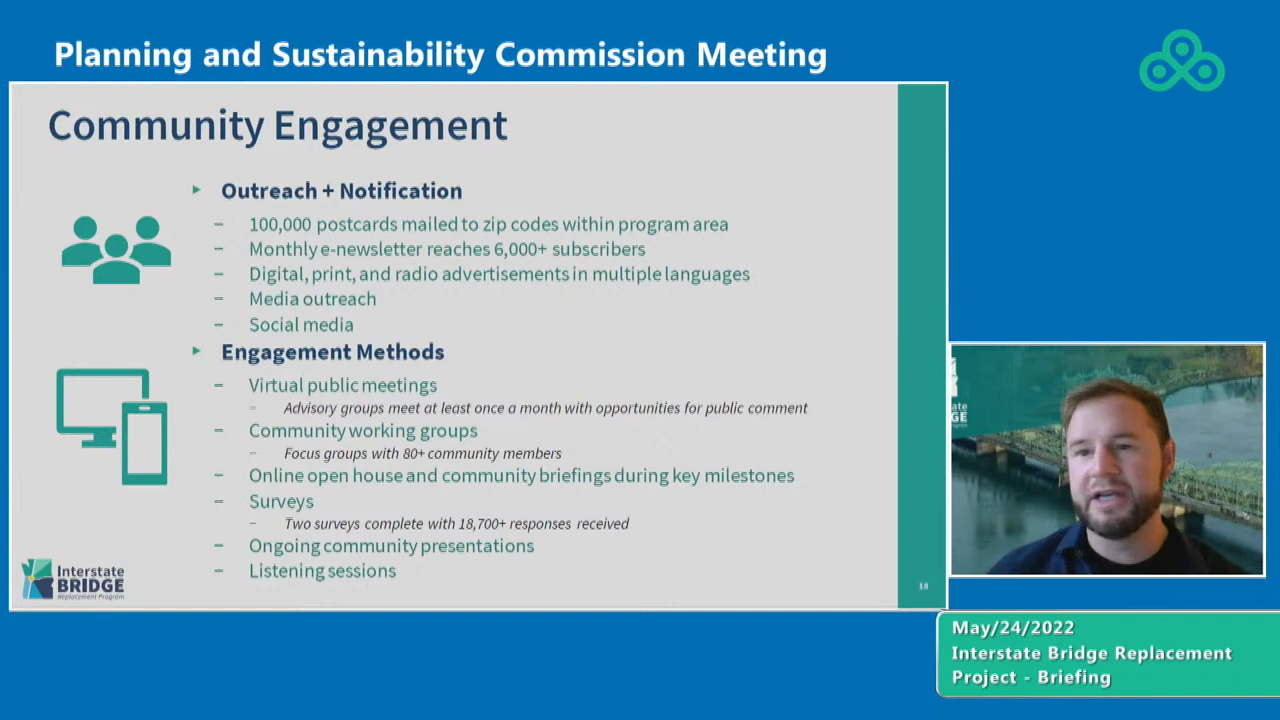 Planning and Sustainability Commission Meeting
Community Engagement
Outreach + Notification
– 100,000 postcards mailed to zip codes within program area
– Monthly e-newsletter reaches 6,000+ subscribers
– Digital, print, and radio advertisements in multiple languages
– Media outreach
– Social media
Engagement Methods
– Virtual public meetings
– Advisory groups meet at least once a month with opportunities for public comment
– Community working groups
– Focus groups with 80+ community members
– Online open house and community briefings during key milestones
– Surveys
– Two surveys complete with 18,700+ responses received
– Ongoing community presentations
– Listening sessions
Interstate
BRIDGE
Replacement Program
May/24/2022
Interstate Bridge Replacement
Project - Briefing